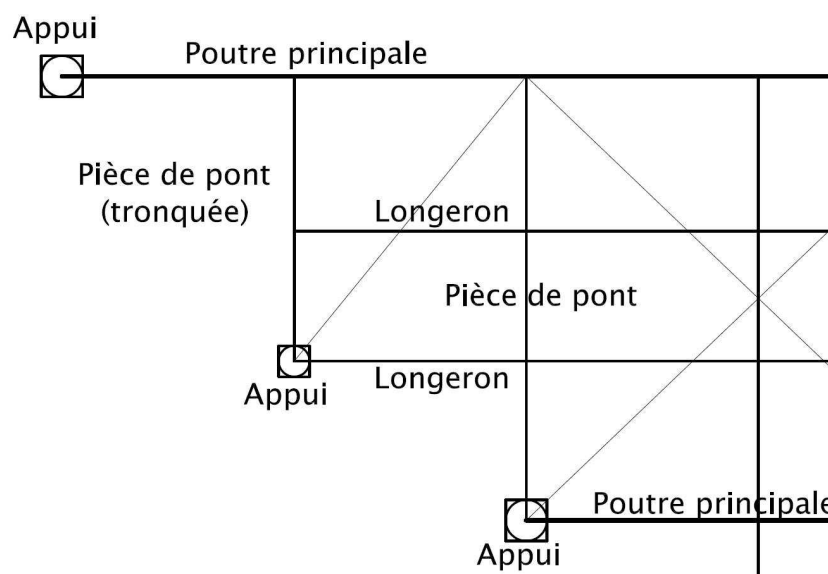 Appui
Poutre principale
Pièce de pont
(tronquée)
Longeron
Pièce de pont
Longeron
Appui
Poutre principale
Appui